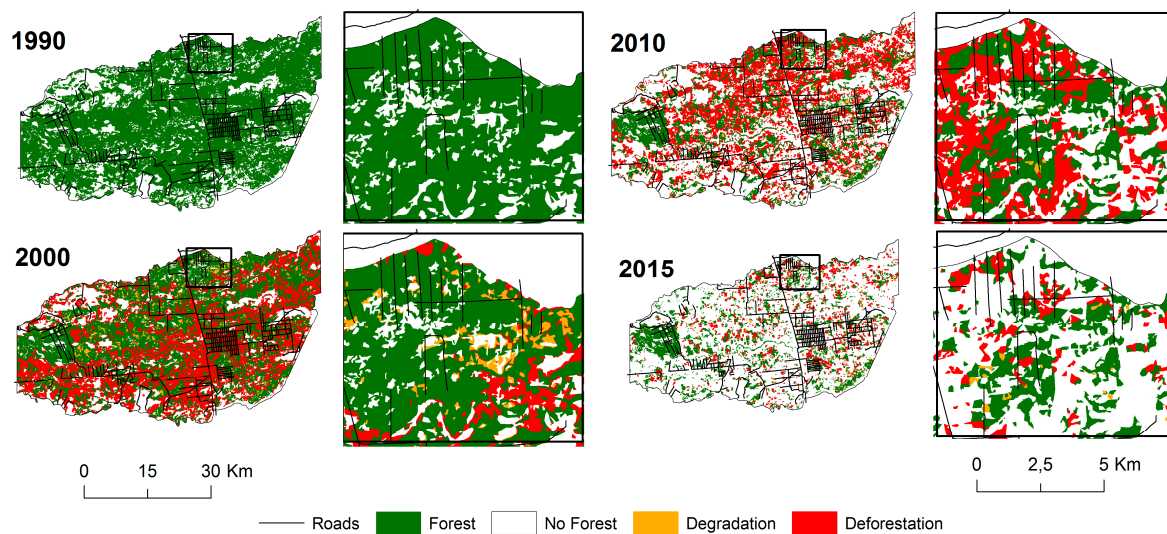 1990
2010
2000
2015
0 15 30 Km
0 2,5 5 Km
Roads Forest No Forest Degradation Deforestation